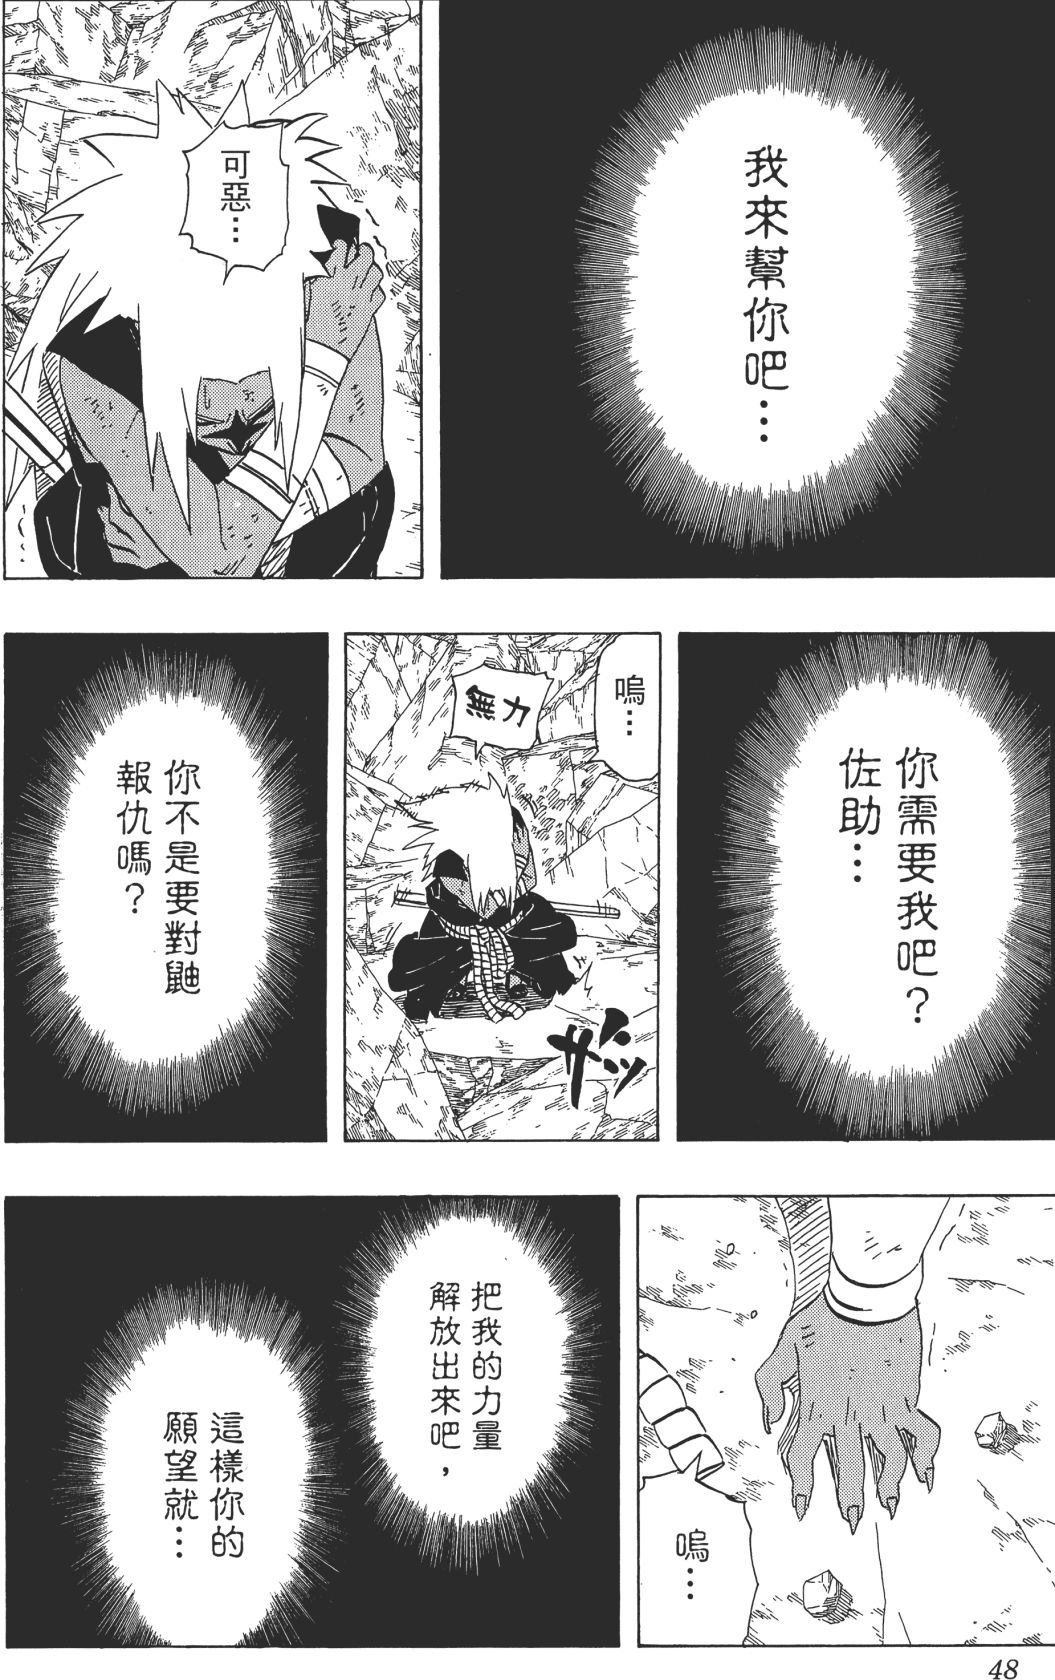 我來幫你吧…
可惡…
你需要我吧？
佐助…
嗚…
無力
ザッ
你不是要對鼬
報仇嗎？
嗚…
把我的力量
解放出來吧，
這樣你的
願望就…
48